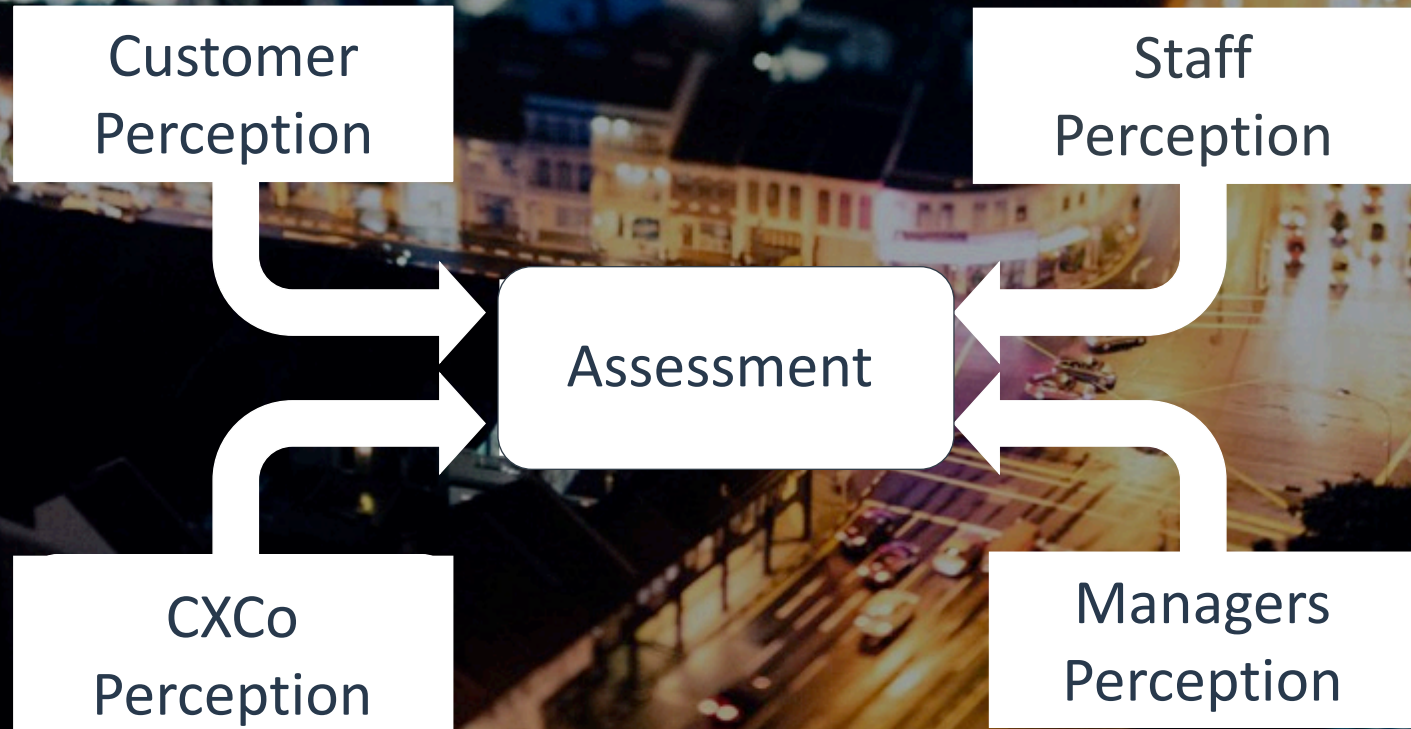 Customer
Perception
Staff
Perception
Assessment
CXCo
Perception
Managers
Perception